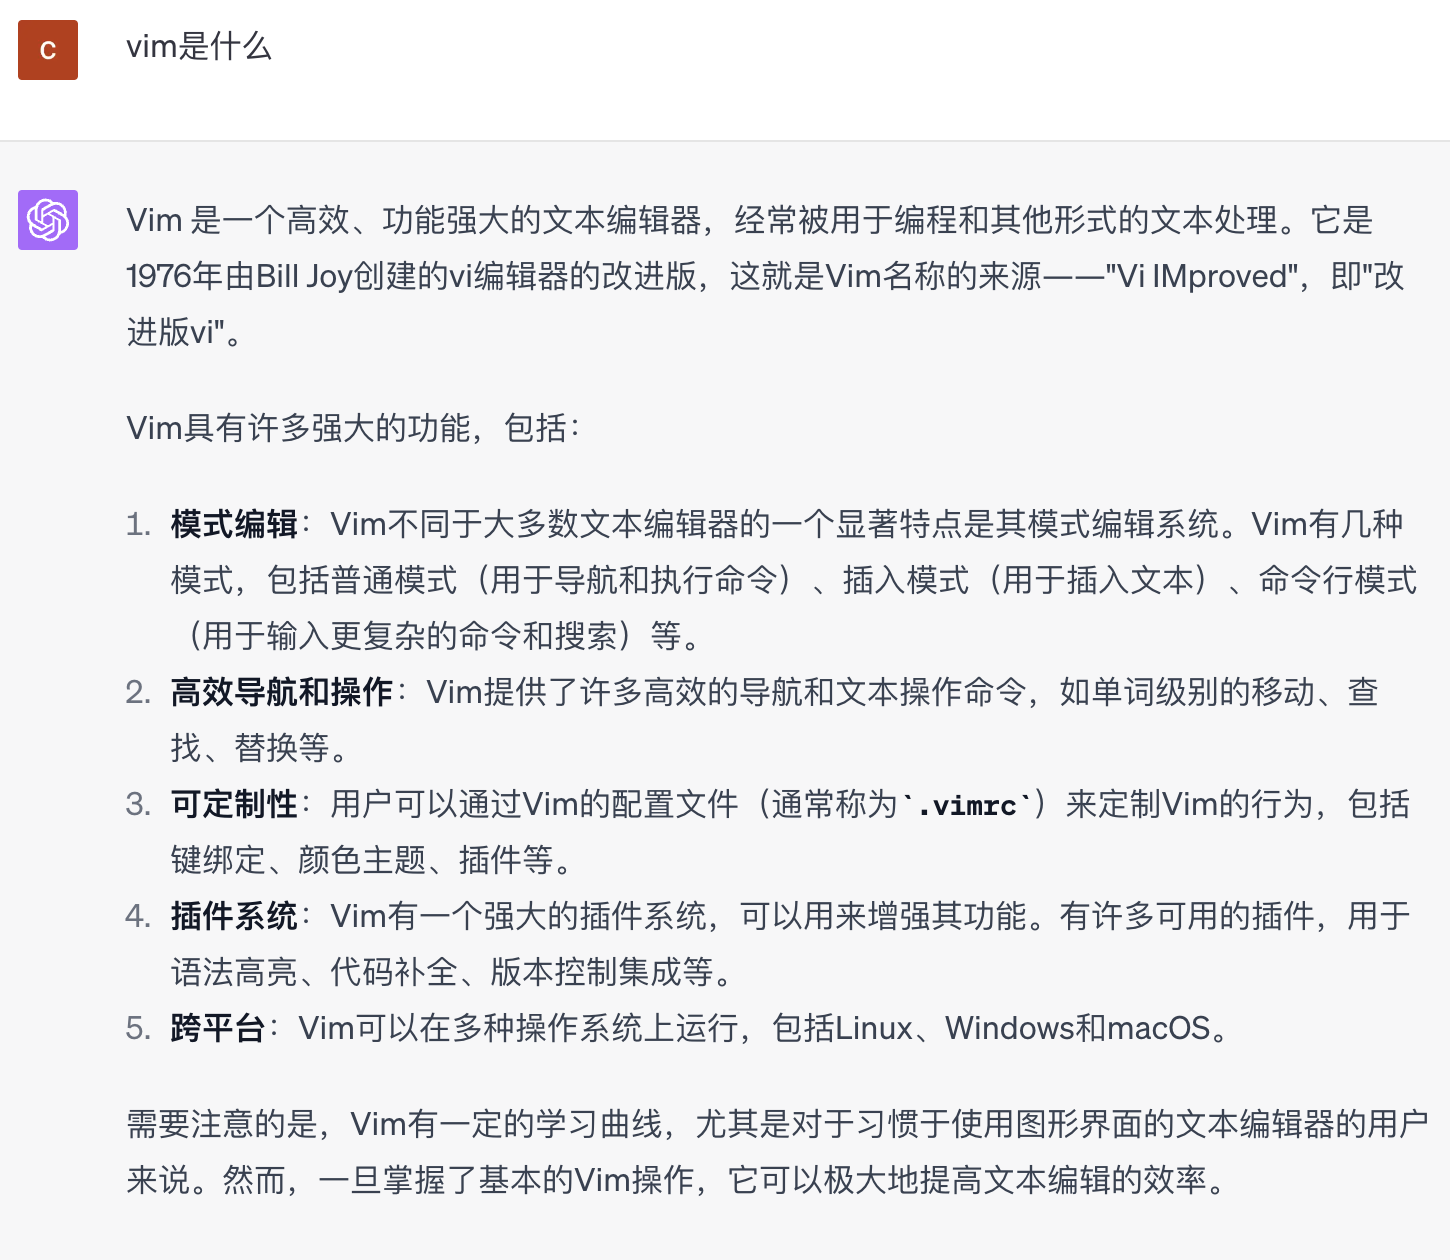 C
vim是什么
Vim 是一个高效、功能强大的文本编辑器，经常被用于编程和其他形式的文本处理。它是
1976年由Bill Joy创建的vi编辑器的改进版，这就是Vim名称的来源——"Vi IMproved"，即"改
进版vi"。
Vim具有许多强大的功能，包括：
1. 模式编辑：Vim不同于大多数文本编辑器的一个显著特点是其模式编辑系统。Vim有几种
模式，包括普通模式（用于导航和执行命令）、插入模式（用于插入文本）、命令行模式
（用于输入更复杂的命令和搜索）等。
2. 高效导航和操作：Vim提供了许多高效的导航和文本操作命令，如单词级别的移动、查
找、替换等。
3. 可定制性：用户可以通过Vim的配置文件（通常称为`.vimrc`）来定制Vim的行为，包括
键绑定、颜色主题、插件等。
4. 插件系统：Vim有一个强大的插件系统，可以用来增强其功能。有许多可用的插件，用于
语法高亮、代码补全、版本控制集成等。
5. 跨平台：Vim可以在多种操作系统上运行，包括Linux、Windows和macOS。
需要注意的是，Vim有一定的学习曲线，尤其是对于习惯于使用图形界面的文本编辑器的用户
来说。然而，一旦掌握了基本的Vim操作，它可以极大地提高文本编辑的效率。